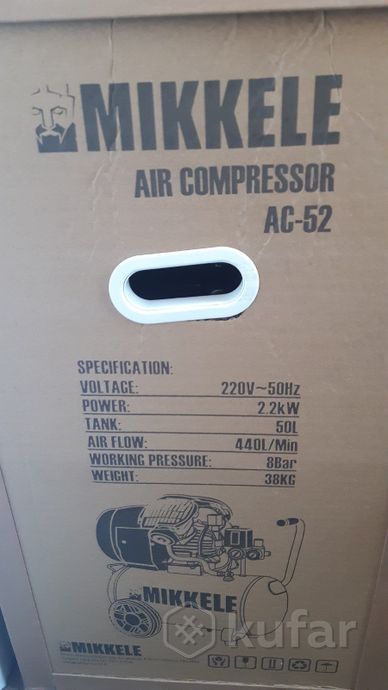 MIKKELE
AIR COMPRESSOR
AC-52
SPECIFICATION:
VOLTAGE: 220V~50Hz
POWER: 2.2kW
TANK: 50L
AIR FLOW: 440L/Min
WORKING PRESSURE: 8Bar
WEIGHT: 38KG
MIKKELE
MIKKELE
kufar